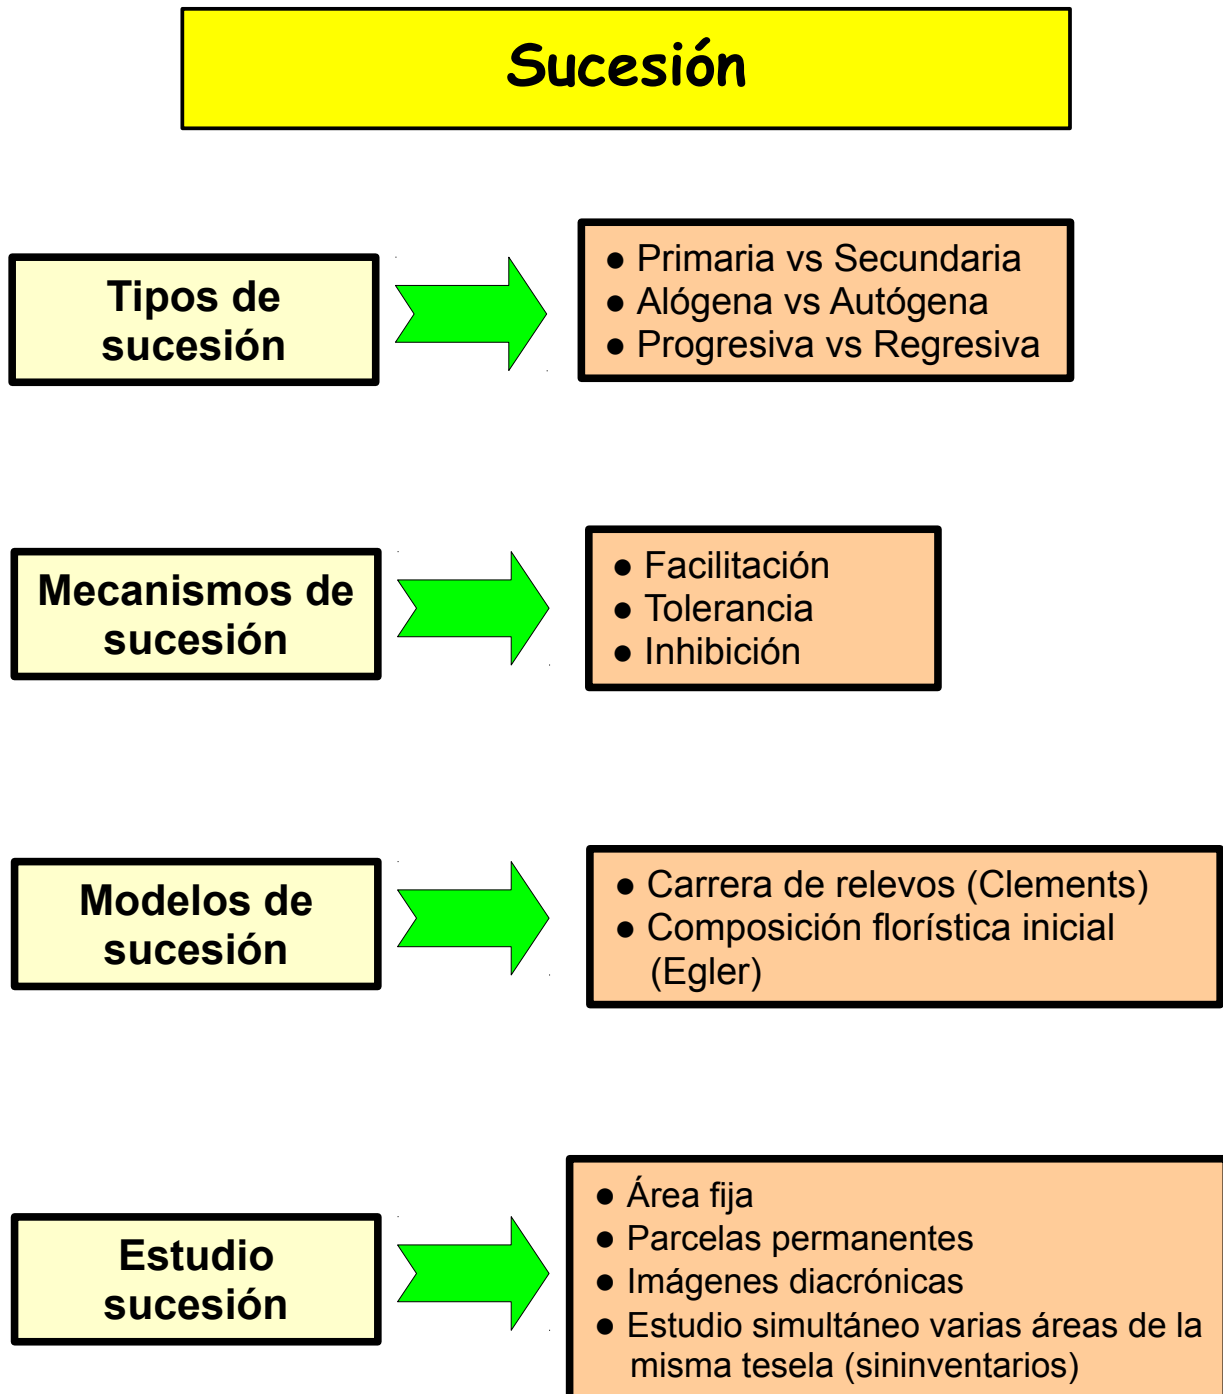 Sucesión
Tipos de
sucesión
● Primaria vs Secundaria
● Alógena vs Autógena
● Progresiva vs Regresiva
Mecanismos de
sucesión
● Facilitación
● Tolerancia
● Inhibición
Modelos de
sucesión
● Carrera de relevos (Clements)
● Composición florística inicial
(Egler)
Estudio
sucesión
● Área fija
● Parcelas permanentes
● Imágenes diacrónicas
● Estudio simultáneo varias áreas de la
misma tesela (sininventarios)